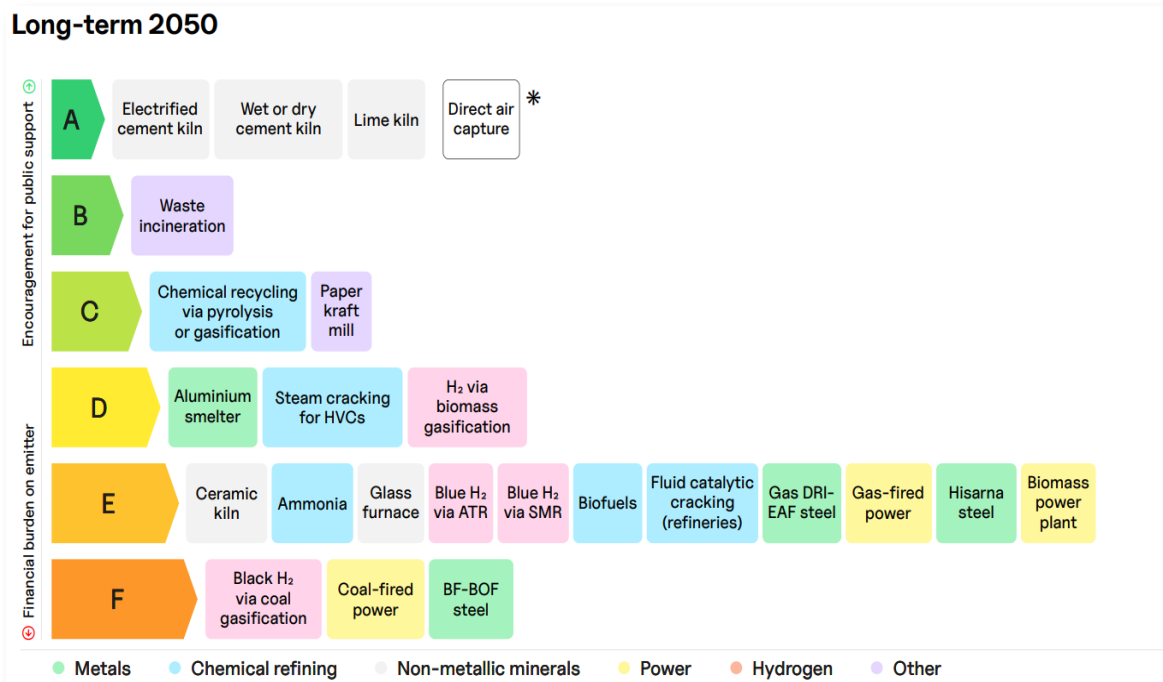 Long-term 2050
Encouragement for public support
Financial burden on emitter
A
Electrified
cement kiln
Wet or dry
cement kiln
Lime kiln
Direct air
capture
*
B
Waste
incineration
C
Chemical recycling
via pyrolysis
or gasification
Paper
kraft
mill
D
Aluminium
smelter
Steam cracking
for HVCs
H₂ via
biomass
gasification
E
Ceramic
kiln
Ammonia
Glass
furnace
Blue H₂
via ATR
Blue H₂
via SMR
Biofuels
Fluid catalytic
cracking
(refineries)
Gas DRI-
EAF steel
Gas-fired
power
Hisarna
steel
Biomass
power
plant
F
Black H₂
via coal
gasification
Coal-fired
power
BF-BOF
steel
Metals
Chemical refining
Non-metallic minerals
Power
Hydrogen
Other